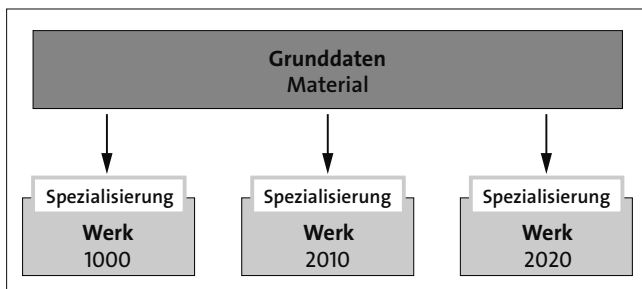 Grunddaten
Material
Spezialisierung
Werk
1000
Spezialisierung
Werk
2010
Spezialisierung
Werk
2020